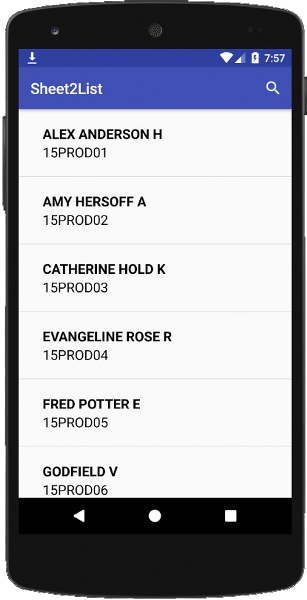 7:57
Sheet2List
ALEX ANDERSON H
15PROD01
AMY HERSOFF A
15PROD02
CATHERINE HOLD K
15PROD03
EVANGELINE ROSE R
15PROD04
FRED POTTER E
15PROD05
GODFIELD V
15PROD06